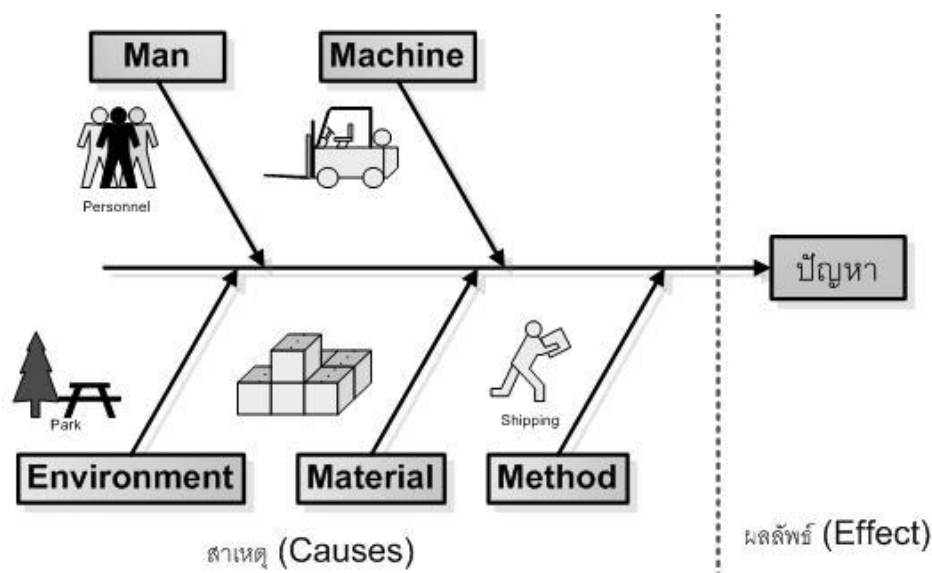 Man
Machine
Personnel
ปัญหา
Park
Shipping
Environment
Material
Method
สาเหตุ (Causes)
ผลลัพธ์ (Effect)